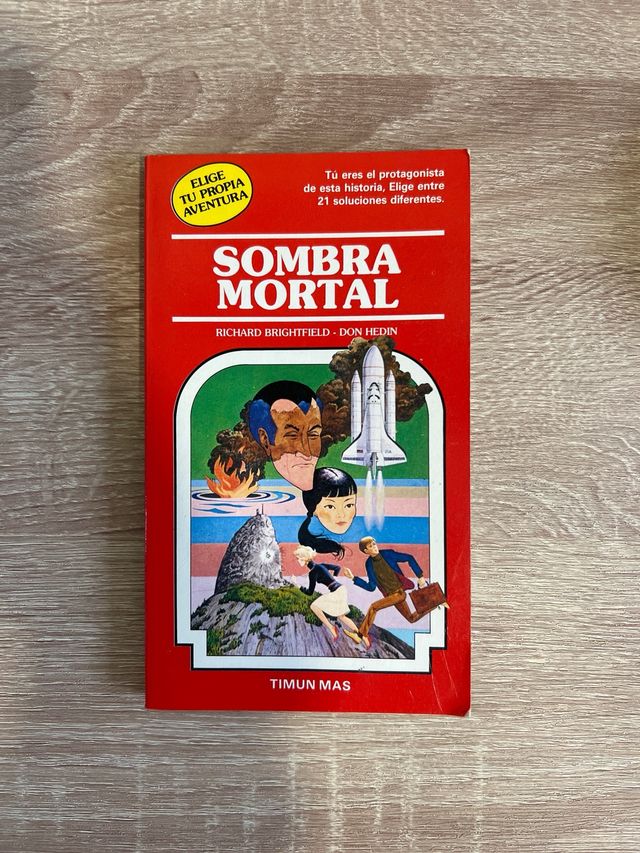 ELIGE
TU PROPIA
AVENTURA
Tú eres el protagonista
de esta historia, Elige entre
21 soluciones diferentes.
SOMBRA
MORTAL
RICHARD BRIGHTFIELD - DON HEDIN
TIMUN MAS